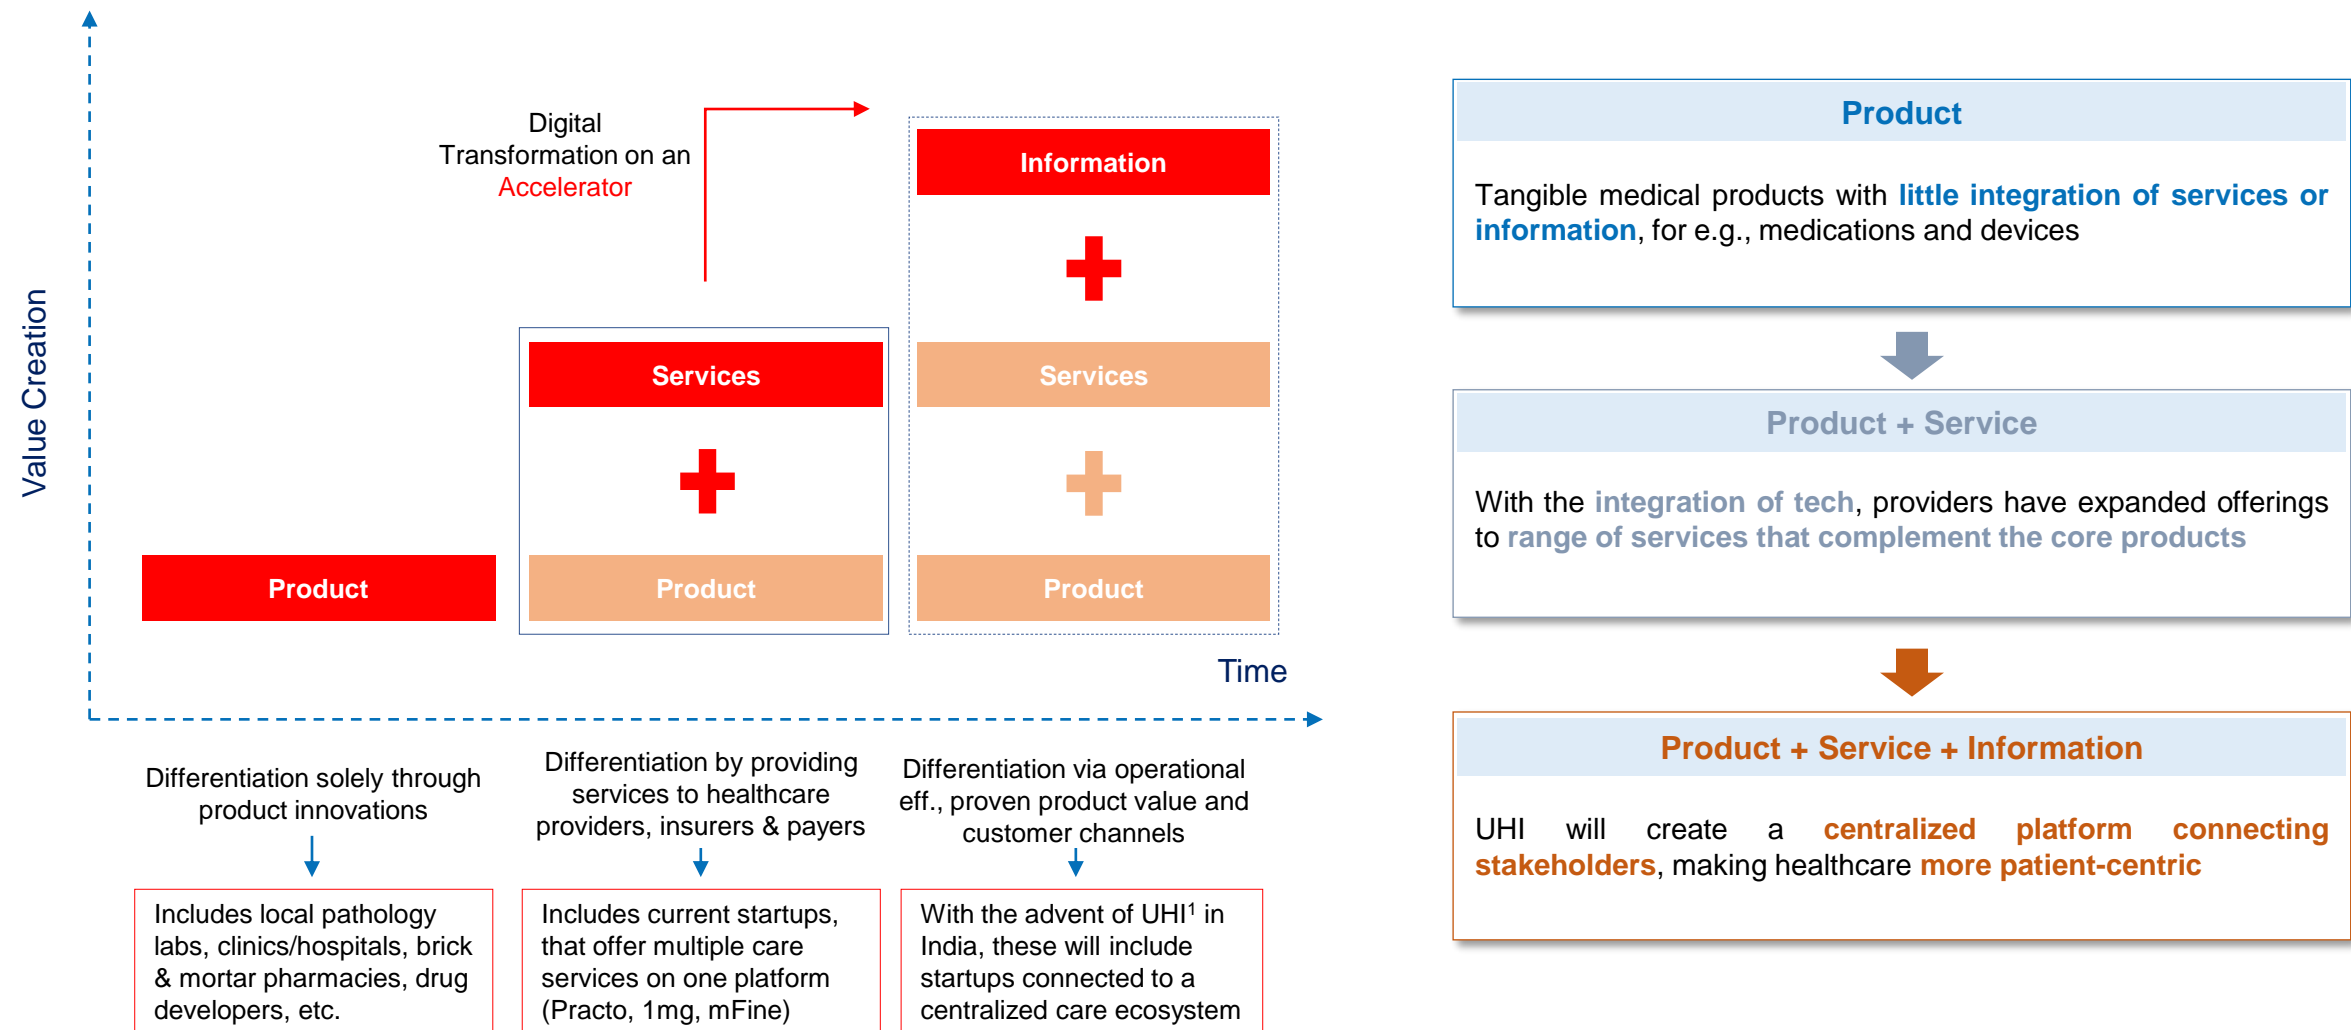 Value Creation
Digital
Transformation on an
Accelerator
Information
Services
Services
Product
Product
Product
Time
Differentiation solely through
product innovations
Differentiation by providing
services to healthcare
providers, insurers & payers
Differentiation via operational
eff., proven product value and
customer channels
Includes local pathology
labs, clinics/hospitals, brick
& mortar pharmacies, drug
developers, etc.
Includes current startups,
that offer multiple care
services on one platform
(Practo, 1mg, mFine)
With the advent of UHI¹ in
India, these will include
startups connected to a
centralized care ecosystem
Product
Tangible medical products with little integration of services or
information, for e.g., medications and devices
Product + Service
With the integration of tech, providers have expanded offerings
to range of services that complement the core products
Product + Service + Information
UHI will create a centralized platform connecting
stakeholders, making healthcare more patient-centric